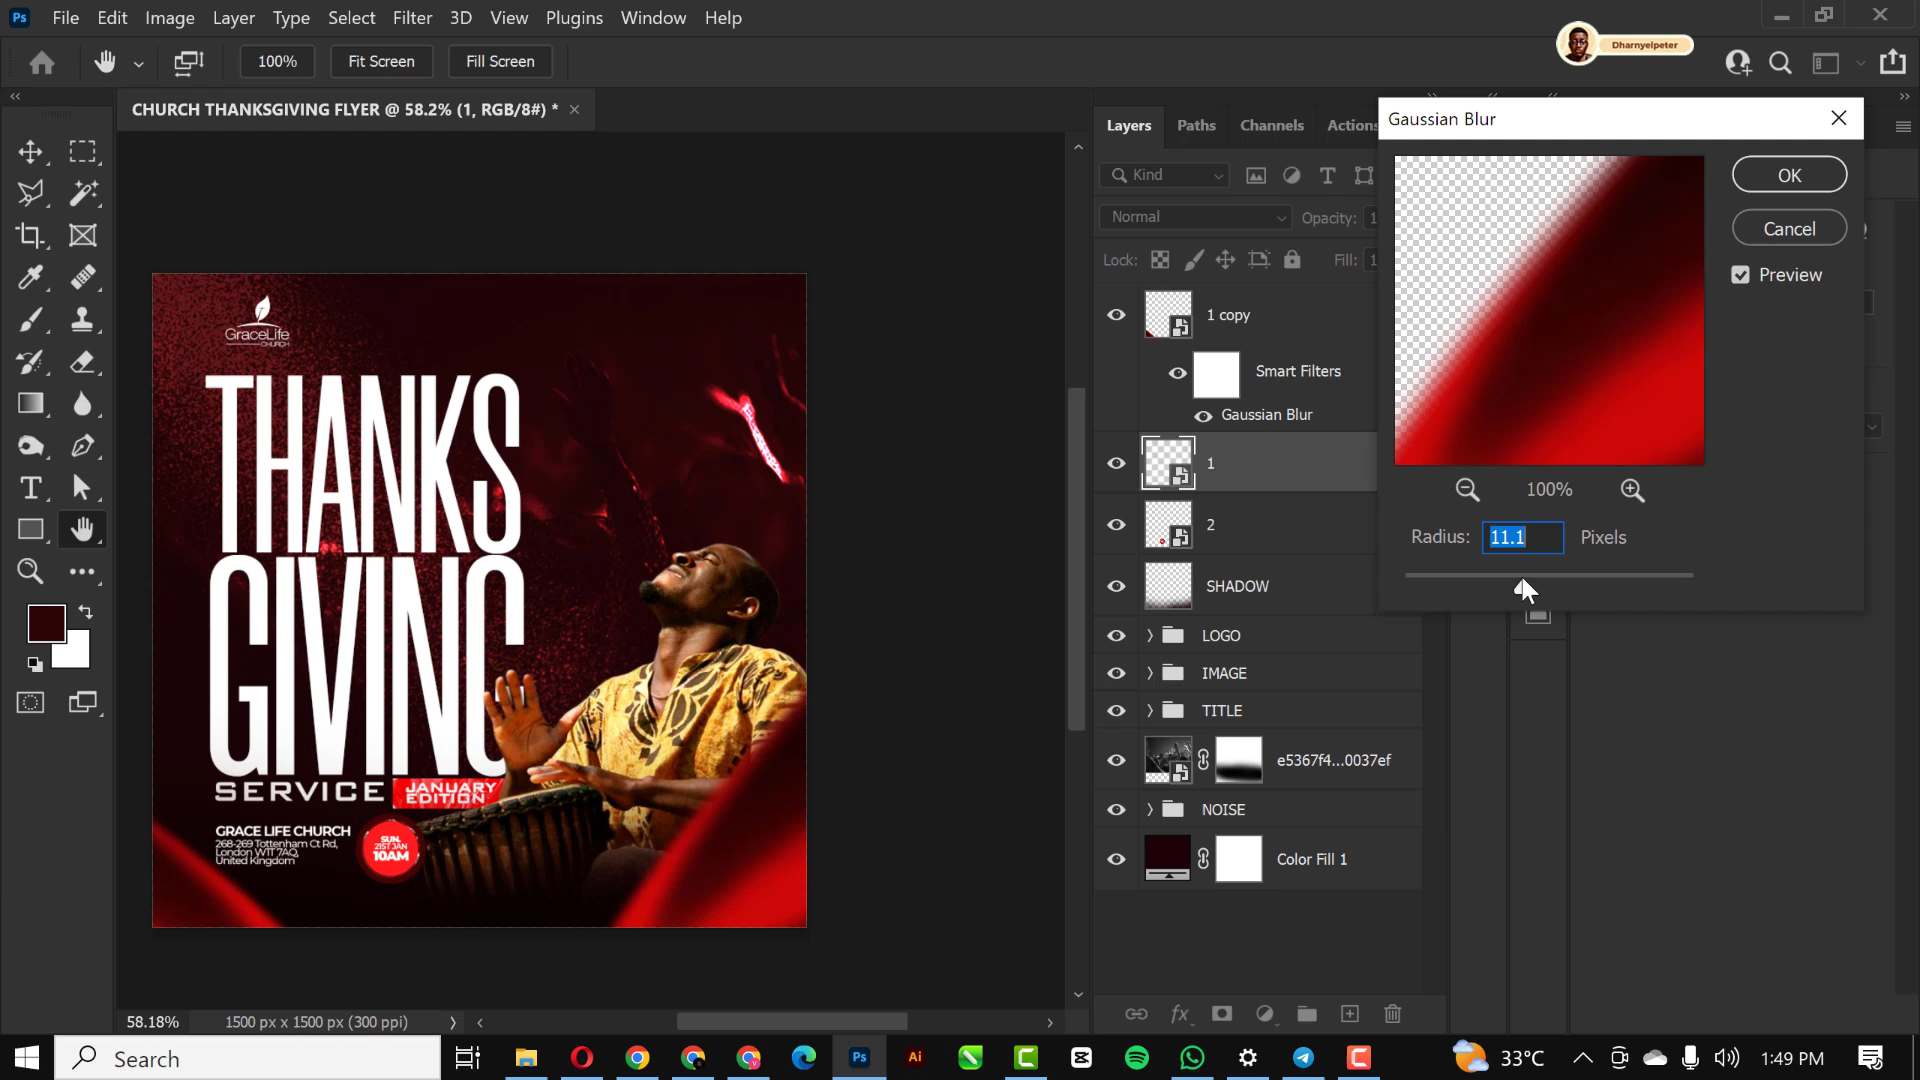 Ps File Edit Image Layer Type Select Filter 3D View Plugins Window Help
100% Fit Screen Fill Screen
Dharnyelpeter
CHURCH THANKSGIVING FLYER @ 58.2% (1, RGB/8#) *
Layers Paths Channels Actions
Kind
Normal Opacity: 1
Lock: Fill: 1
1 copy
Smart Filters
Gaussian Blur
1
2
SHADOW
LOGO
IMAGE
TITLE
e5367f4...0037ef
NOISE
Color Fill 1
Gaussian Blur
OK
Cancel
Preview
100%
Radius: 11.1 Pixels
GraceLife
CHURCH
THANKS
GIVING
SERVICE
JANUARY
EDITION
GRACE LIFE CHURCH
268-269 Tottenham Ct Rd,
London W1T 7AQ,
United Kingdom
SUN.
21ST JAN
10AM
58.18% 1500 px x 1500 px (300 ppi)
Search
Ps Ai
33°C
1:49 PM